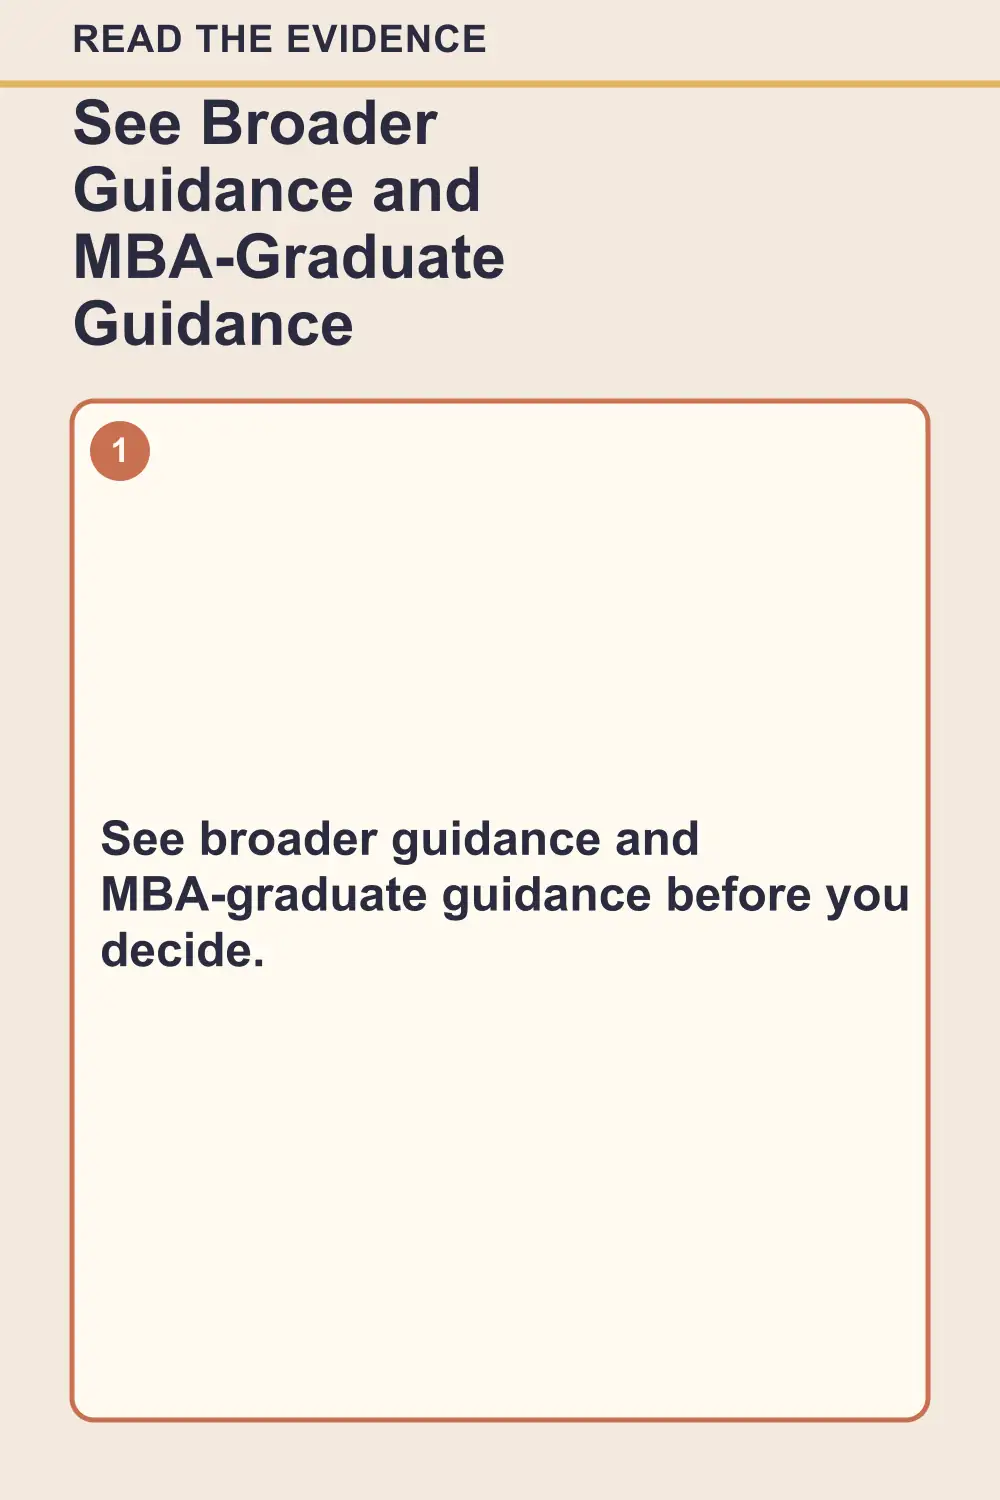 READ THE EVIDENCE
See Broader
Guidance and
MBA-Graduate
Guidance
1
See broader guidance and
MBA-graduate guidance before you
decide.